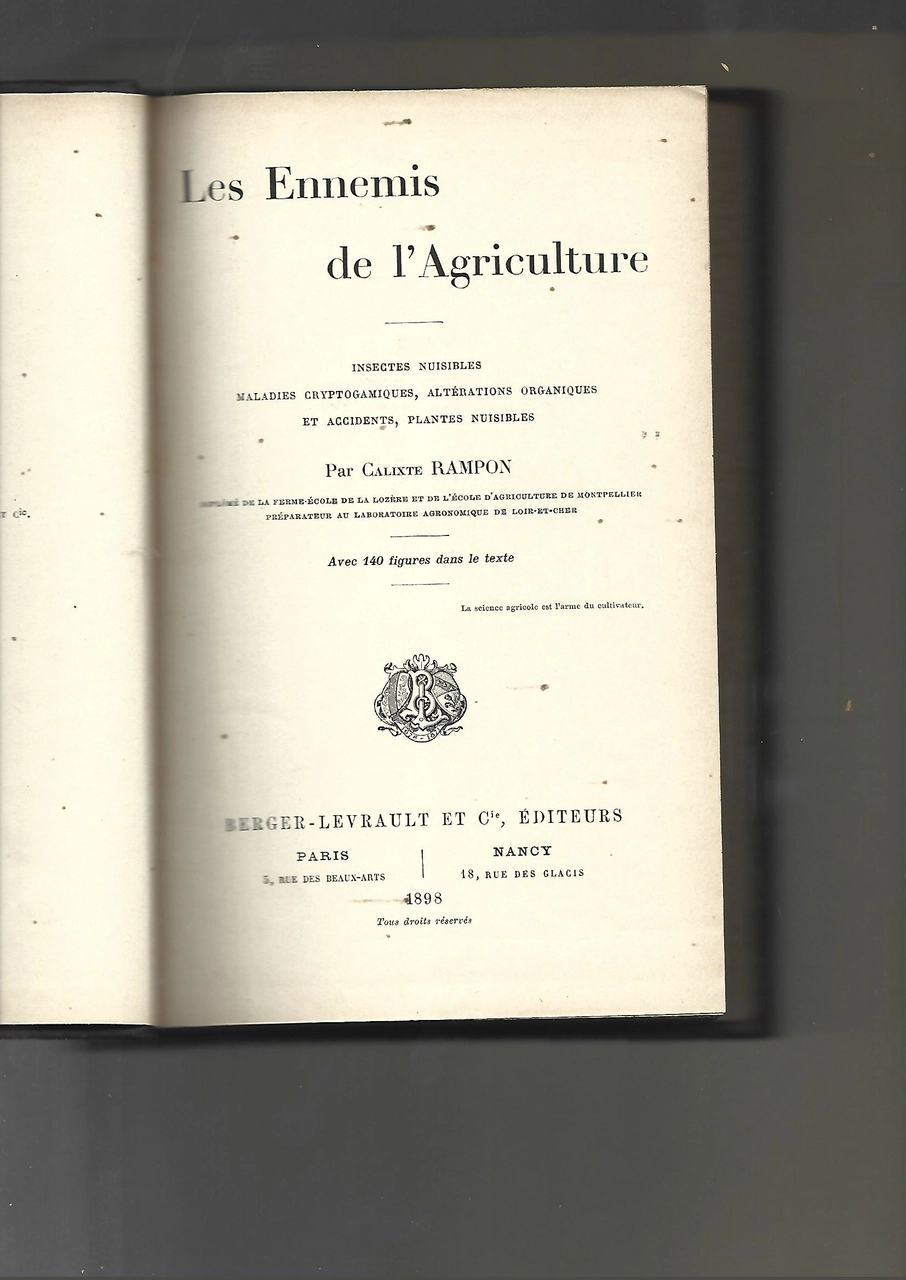 Les Ennemis
de l'Agriculture
INSECTES NUISIBLES
MALADIES CRYPTOGAMIQUES, ALTÉRATIONS ORGANIQUES
ET ACCIDENTS, PLANTES NUISIBLES
Par CALIXTE RAMPON
DIPLÔMÉ DE LA FERME-ÉCOLE DE LA LOZÈRE ET DE L'ÉCOLE D'AGRICULTURE DE MONTPELLIER
PRÉPARATEUR AU LABORATOIRE AGRONOMIQUE DE LOIR-ET-CHER
Avec 140 figures dans le texte
La science agricole est l'arme du cultivateur.
BERGER-LEVRAULT ET Cie, ÉDITEURS
PARIS
5, RUE DES BEAUX-ARTS
NANCY
18, RUE DES GLACIS
1898
Tous droits réservés